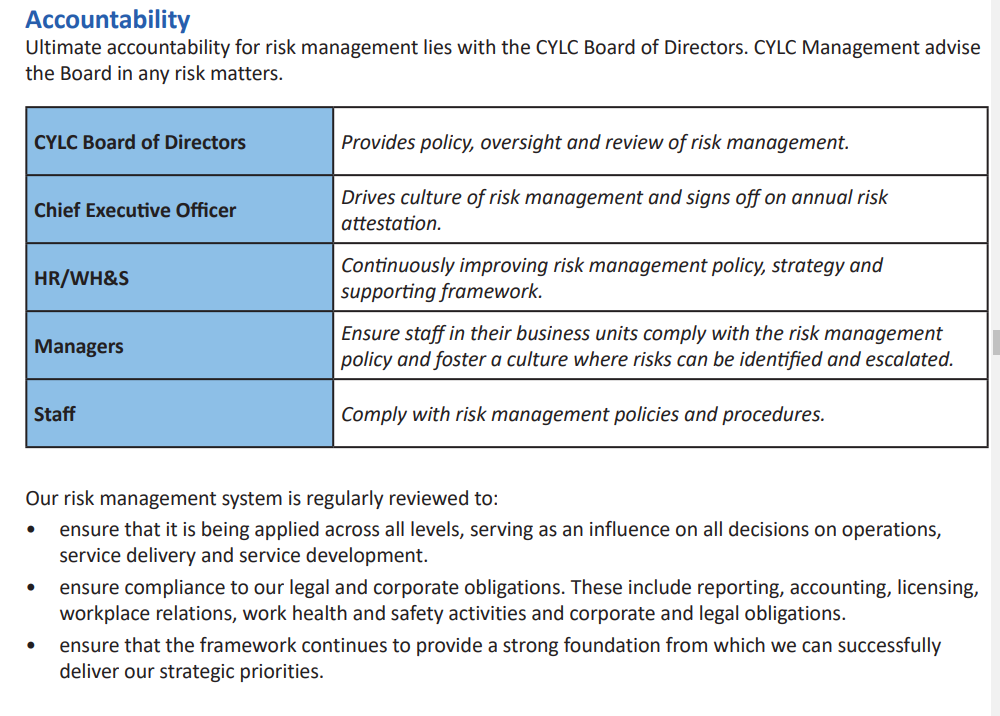 Accountability
Ultimate accountability for risk management lies with the CYLC Board of Directors. CYLC Management advise
the Board in any risk matters.
CYLC Board of Directors
Provides policy, oversight and review of risk management.
Chief Executive Officer
Drives culture of risk management and signs off on annual risk
attestation.
HR/WH&S
Continuously improving risk management policy, strategy and
supporting framework.
Managers
Ensure staff in their business units comply with the risk management
policy and foster a culture where risks can be identified and escalated.
Staff
Comply with risk management policies and procedures.
Our risk management system is regularly reviewed to:
• ensure that it is being applied across all levels, serving as an influence on all decisions on operations,
service delivery and service development.
• ensure compliance to our legal and corporate obligations. These include reporting, accounting, licensing,
workplace relations, work health and safety activities and corporate and legal obligations.
• ensure that the framework continues to provide a strong foundation from which we can successfully
deliver our strategic priorities.